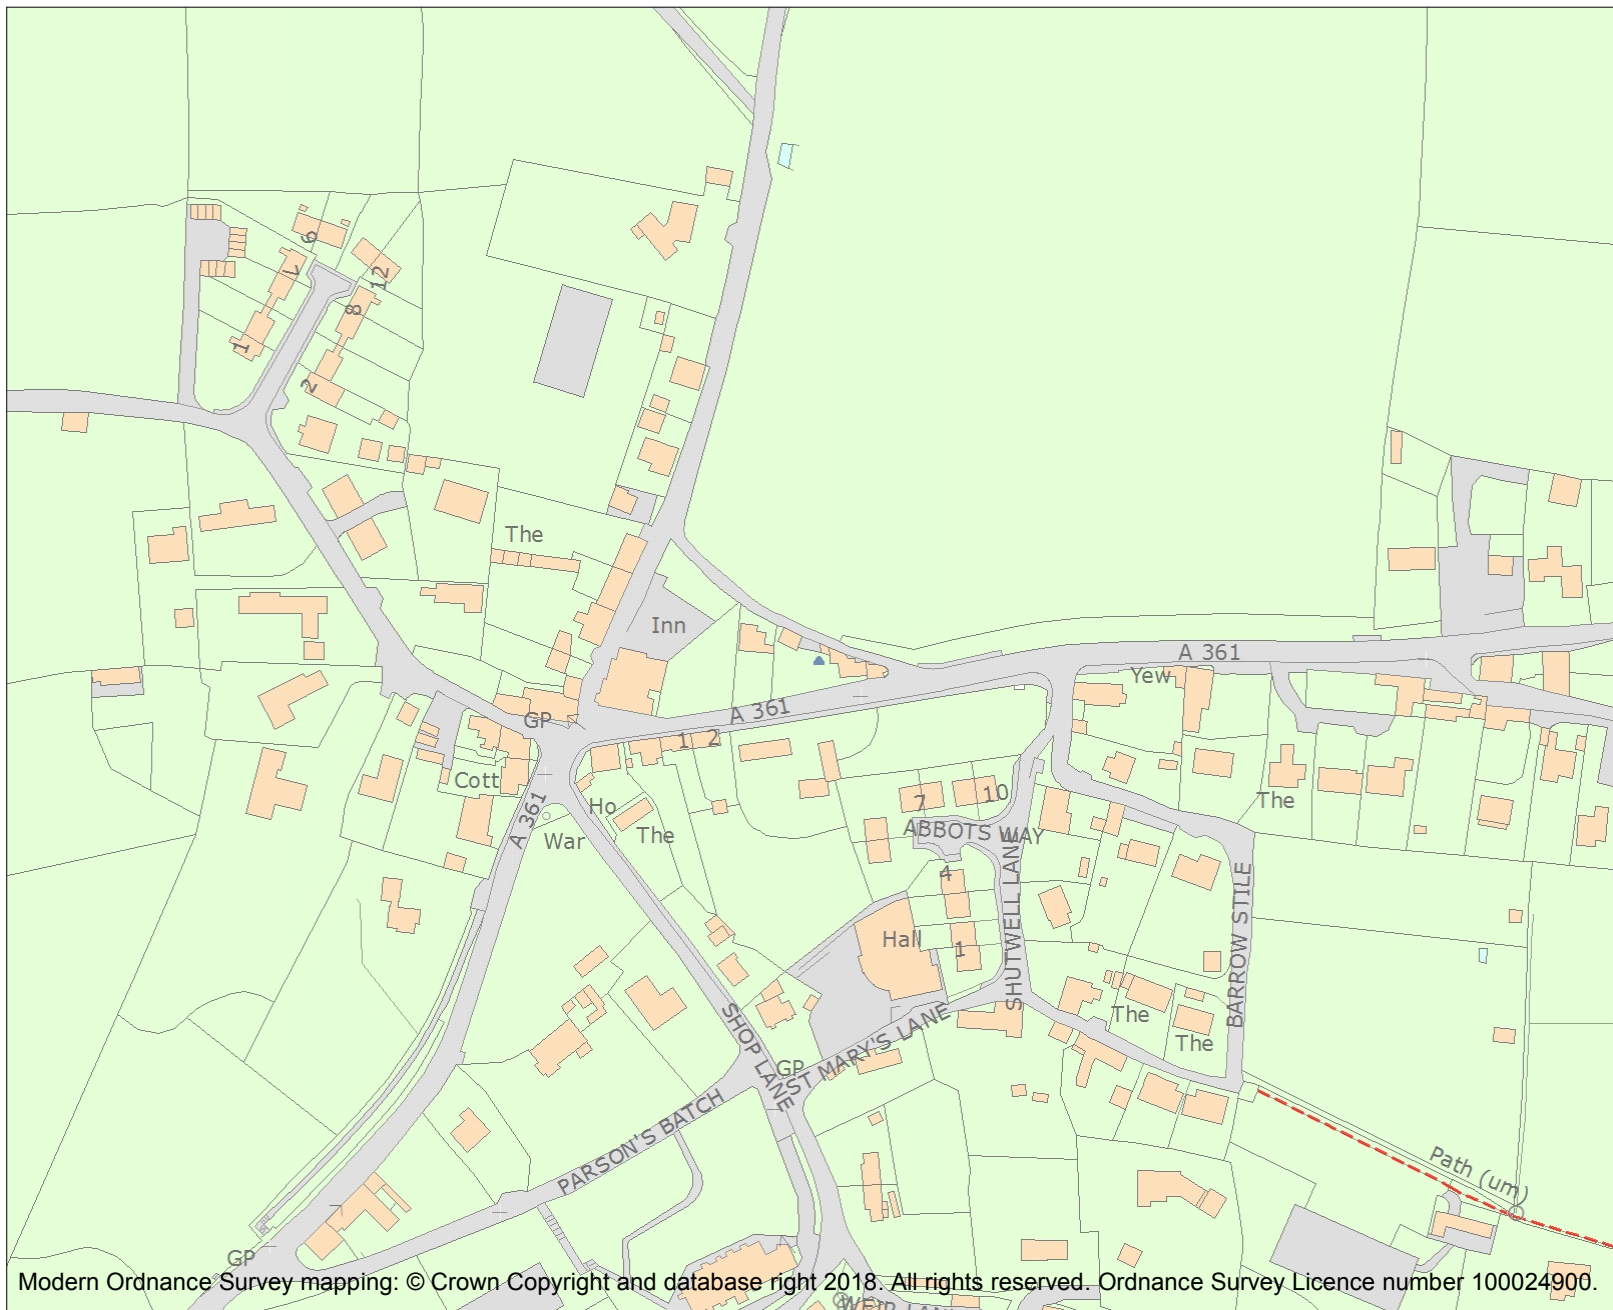 6
7
12
8
1
2
The
Inn
A 361
Yew
GP
A 361
1 2
Cott
A 361
Ho
War
The
7
10
The
ABBOTS WAY
4
SHUTWELL LANE
BARROW STILE
Hall
1
SHOP LANE
The
The
GP
ST MARY'S LANE
PARSON'S BATCH
Path (um)
GP
Modern Ordnance Survey mapping: © Crown Copyright and database right 2018. All rights reserved. Ordnance Survey Licence number 100024900.
WEIR LANE